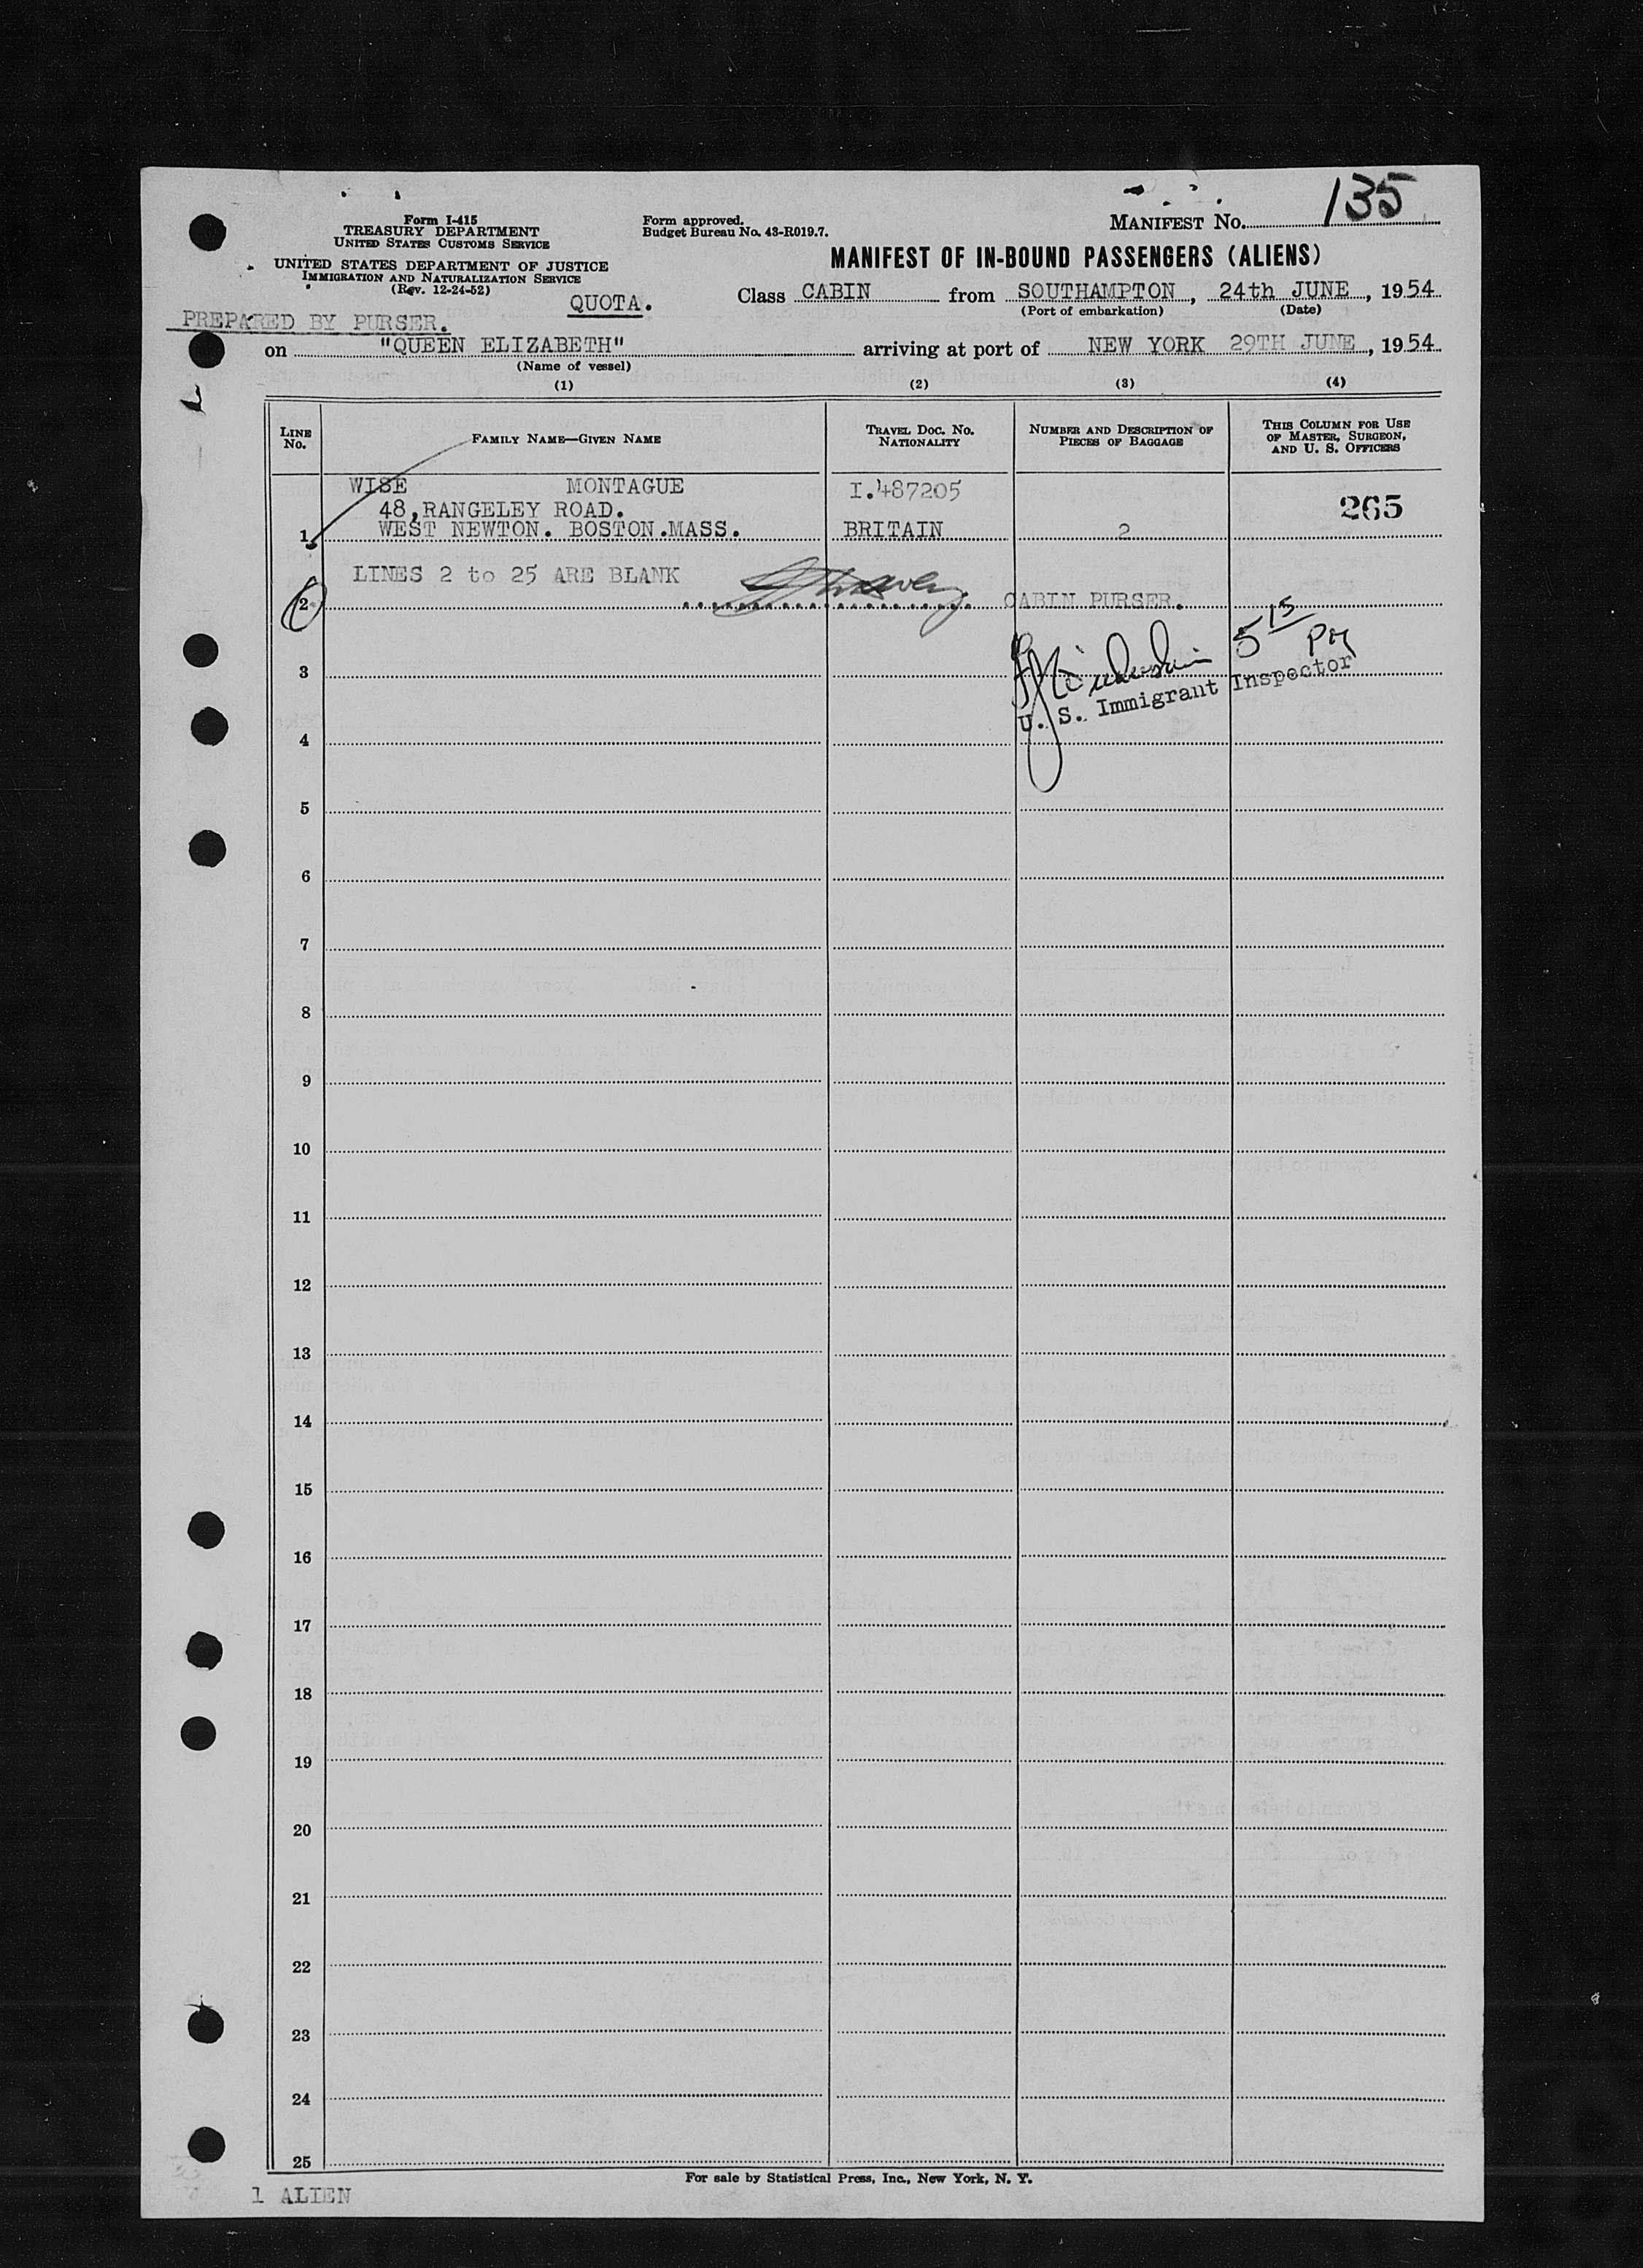 135
Form I-415
TREASURY DEPARTMENT
UNITED STATES CUSTOMS SERVICE
Form approved.
Budget Bureau No. 43-R019.7.
MANIFEST NO.
UNITED STATES DEPARTMENT OF JUSTICE
IMMIGRATION AND NATURALIZATION SERVICE
(Rev. 12-24-52)
MANIFEST OF IN-BOUND PASSENGERS (ALIENS)
QUOTA.
Class CABIN from SOUTHAMPTON, 24th JUNE, 1954
(Port of embarkation) (Date)
PREPARED BY PURSER.
on "QUEEN ELIZABETH" arriving at port of NEW YORK 29TH JUNE, 1954
(Name of vessel)
(1) (2) (3) (4)
LINE NO. FAMILY NAME—GIVEN NAME TRAVEL DOC. NO. NATIONALITY NUMBER AND DESCRIPTION OF PIECES OF BAGGAGE THIS COLUMN FOR USE OF MASTER, SURGEON, AND U. S. OFFICERS
WISE MONTAGUE I.487205
48,RANGELEY ROAD. 265
1 WEST NEWTON. BOSTON.MASS. BRITAIN 2
LINES 2 to 25 ARE BLANK
2 CABIN PURSER.
5 15 PM
3
U. S. Immigrant Inspector
4
5
6
7
8
9
10
11
12
13
14
15
16
17
18
19
20
21
22
23
24
25
For sale by Statistical Press, Inc., New York, N. Y.
1 ALIEN